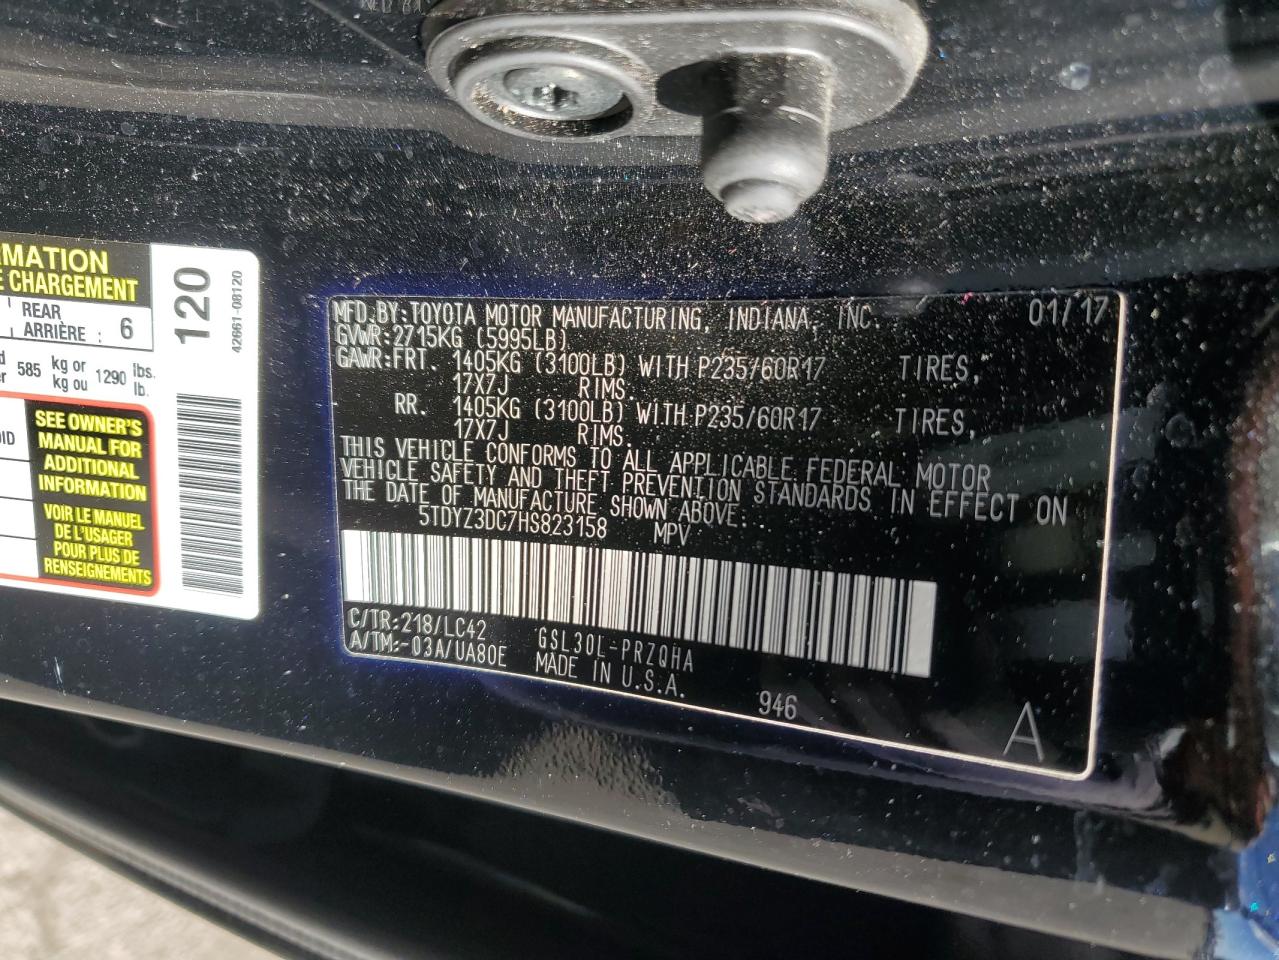 RMATION
E CHARGEMENT
REAR
ARRIÈRE : 6
585 kg or 1290 lbs.
kg ou lb.
SEE OWNER'S
MANUAL FOR
ADDITIONAL
INFORMATION
VOIR LE MANUEL
DE L'USAGER
POUR PLUS DE
RENSEIGNEMENTS
120
42661-08120
MFD.BY:TOYOTA MOTOR MANUFACTURING, INDIANA, INC. 01/17
GVWR:2715KG (5995LB)
GAWR:FRT. 1405KG (3100LB) WITH P235/60R17 TIRES,
17X7J RIMS.
RR. 1405KG (3100LB) WITH P235/60R17 TIRES,
17X7J RIMS.
THIS VEHICLE CONFORMS TO ALL APPLICABLE FEDERAL MOTOR
VEHICLE SAFETY AND THEFT PREVENTION STANDARDS IN EFFECT ON
THE DATE OF MANUFACTURE SHOWN ABOVE.
5TDYZ3DC7HS823158 MPV
C/TR:218/LC42 GSL30L-PRZQHA
A/TM:-03A/UA80E MADE IN U.S.A.
946
A